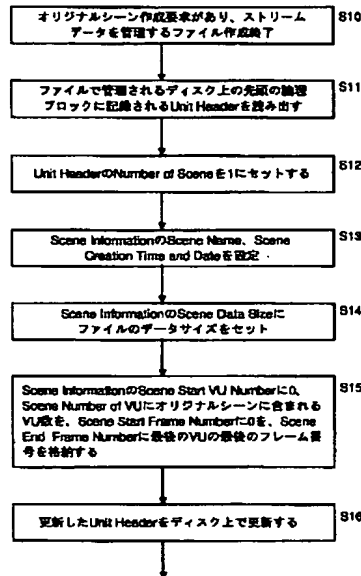 オリジナルシーン作成要求があり、ストリーム
データを管理するファイル作成終了
S10
ファイルで管理されるディスク上の先頭の論理
ブロックに記録されるUnit Headerを読み出す
S11
Unit HeaderのNumber of Sceneを1にセットする
S12
Scene InformationのScene Name、Scene
Creation Time and Dateを設定
S13
Scene InformationのScene Data Sizeに
ファイルのデータサイズをセット
S14
Scene InformationのScene Start VU Numberに0、
Scene Number of VUにオリジナルシーンに含まれる
VU数を、Scene Start Frame Numberに0を、Scene
End Frame Numberに最後のVUの最後のフレーム番
号を格納する
S15
更新したUnit Headerをディスク上で更新する
S16